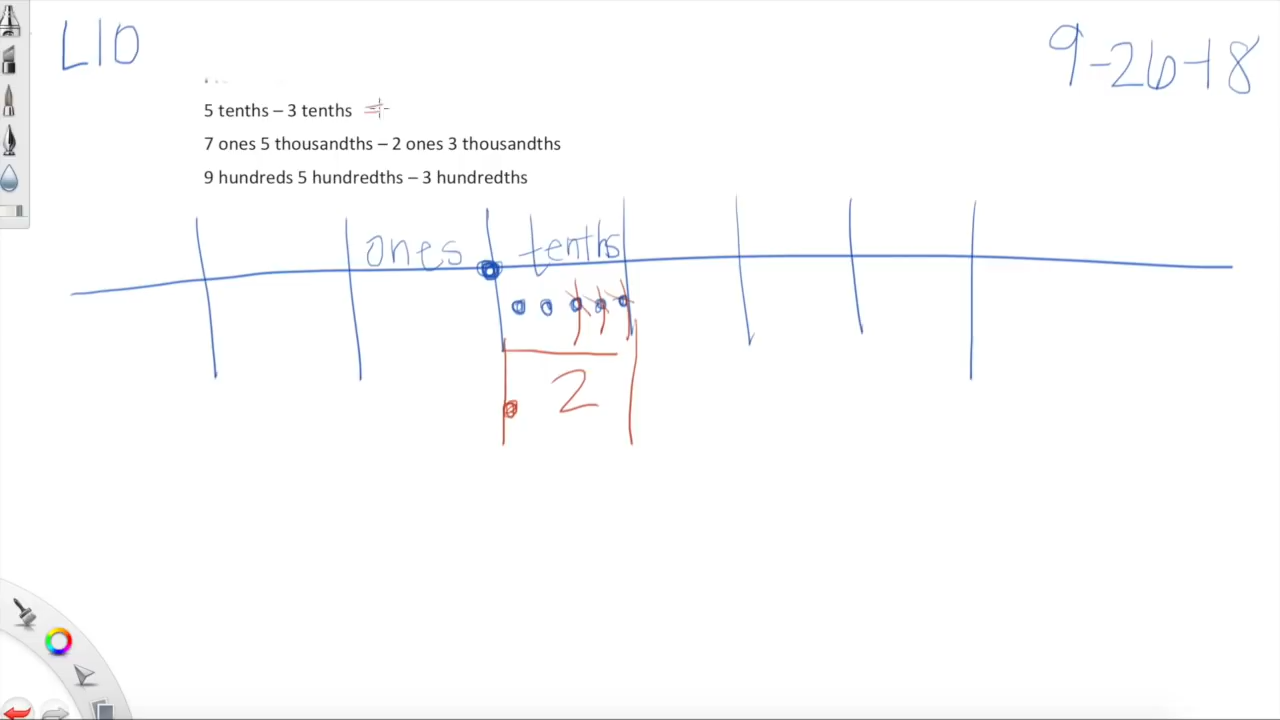 L10
9-26-18
5 tenths – 3 tenths =
7 ones 5 thousandths – 2 ones 3 thousandths
9 hundreds 5 hundredths – 3 hundredths
ones . tenths
. 2